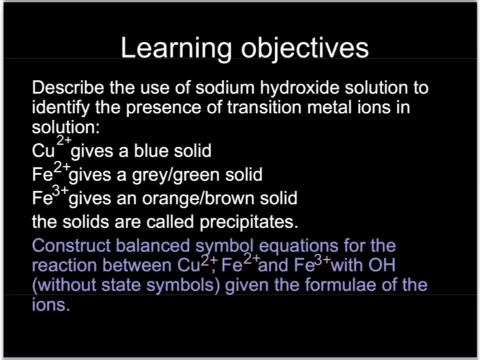 Learning objectives
Describe the use of sodium hydroxide solution to
identify the presence of transition metal ions in
solution:
Cu2+ gives a blue solid
Fe2+ gives a grey/green solid
Fe3+ gives an orange/brown solid
the solids are called precipitates.
Construct balanced symbol equations for the
reaction between Cu2+, Fe2+ and Fe3+ with OH
(without state symbols) given the formulae of the
ions.